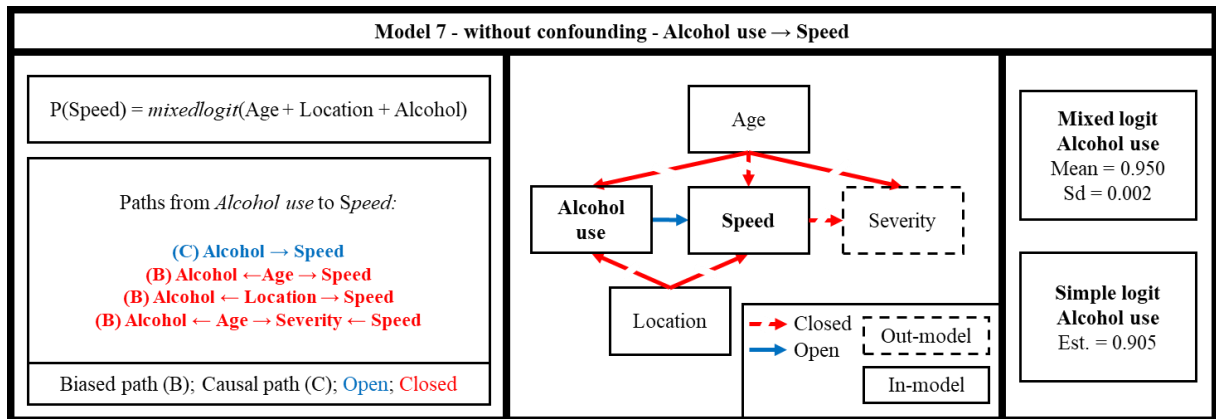 Model 7 - without confounding - Alcohol use → Speed
P(Speed) = mixedlogit(Age + Location + Alcohol)
Paths from Alcohol use to Speed:
(C) Alcohol → Speed
(B) Alcohol ←Age → Speed
(B) Alcohol ← Location → Speed
(B) Alcohol ← Age → Severity ← Speed
Biased path (B); Causal path (C); Open; Closed
Age
Alcohol
use
Speed
Severity
Location
Closed
Open
Out-model
In-model
Mixed logit
Alcohol use
Mean = 0.950
Sd = 0.002
Simple logit
Alcohol use
Est. = 0.905